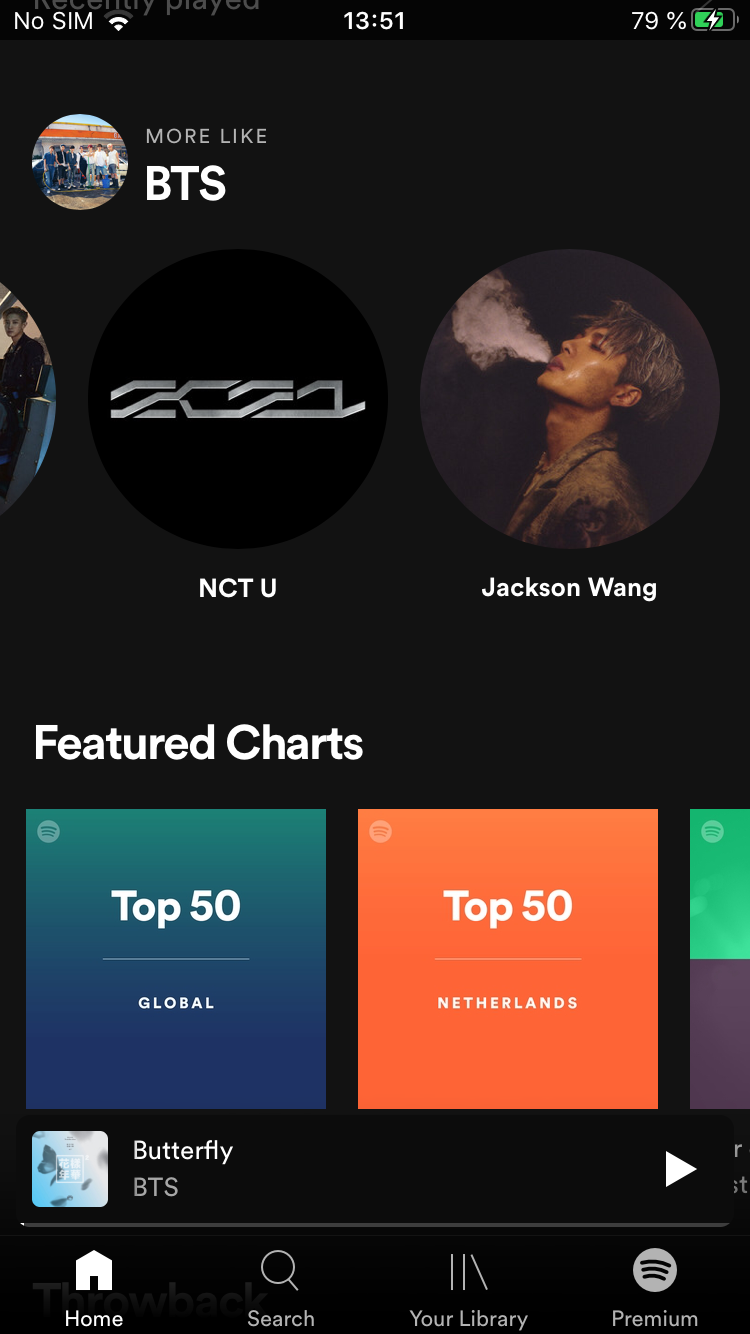 Recently played
No SIM 13:51 79 %
MORE LIKE
BTS
NCT U
Jackson Wang
Featured Charts
Top 50
GLOBAL
Top 50
NETHERLANDS
Butterfly
BTS
Throwback
Home Search Your Library Premium